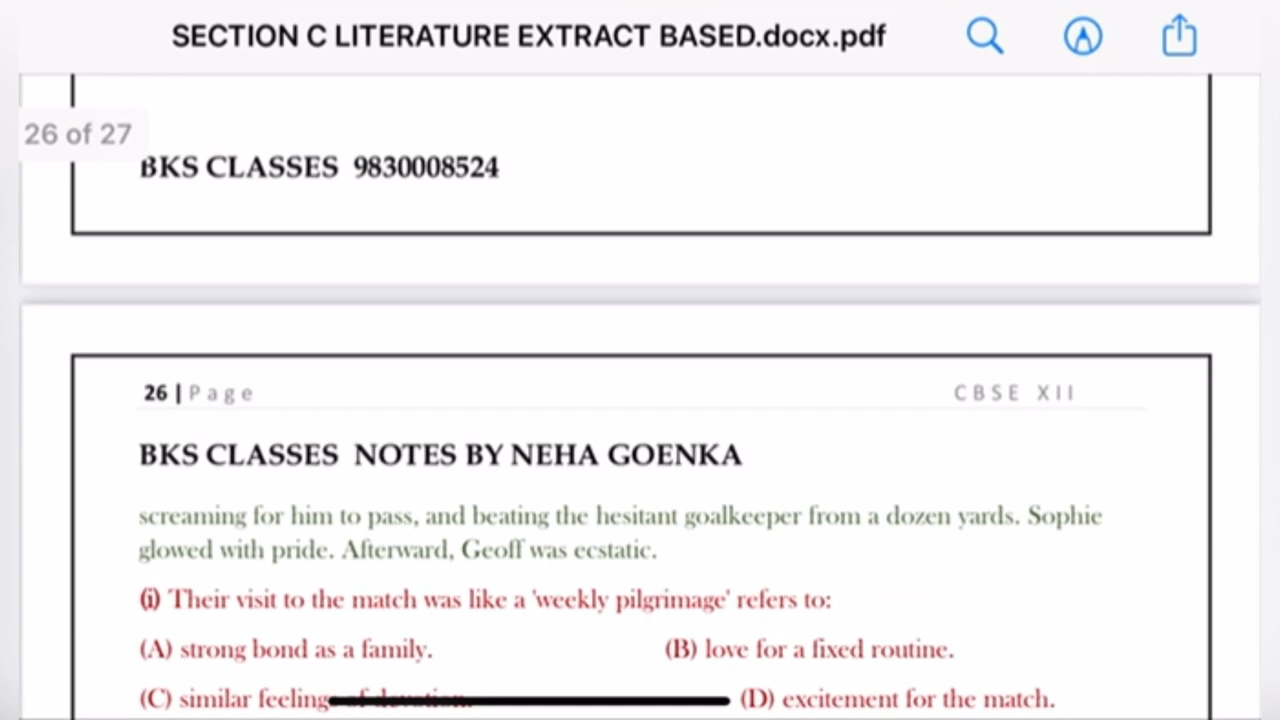 SECTION C LITERATURE EXTRACT BASED.docx.pdf
26 of 27
BKS CLASSES 9830008524
26 | Page CBSE XII
BKS CLASSES NOTES BY NEHA GOENKA
screaming for him to pass, and beating the hesitant goalkeeper from a dozen yards. Sophie
glowed with pride. Afterward, Geoff was ecstatic.
(i) Their visit to the match was like a 'weekly pilgrimage' refers to:
(A) strong bond as a family. (B) love for a fixed routine.
(C) similar feelings of devotion. (D) excitement for the match.